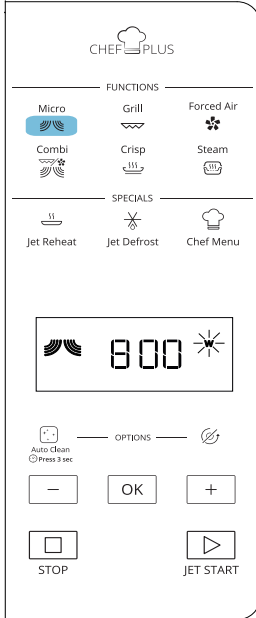 CHEF PLUS
FUNCTIONS
Micro Grill Forced Air
Combi Crisp Steam
SPECIALS
Jet Reheat Jet Defrost Chef Menu
800 W
OPTIONS
Auto Clean
Press 3 sec
− OK +
STOP JET START